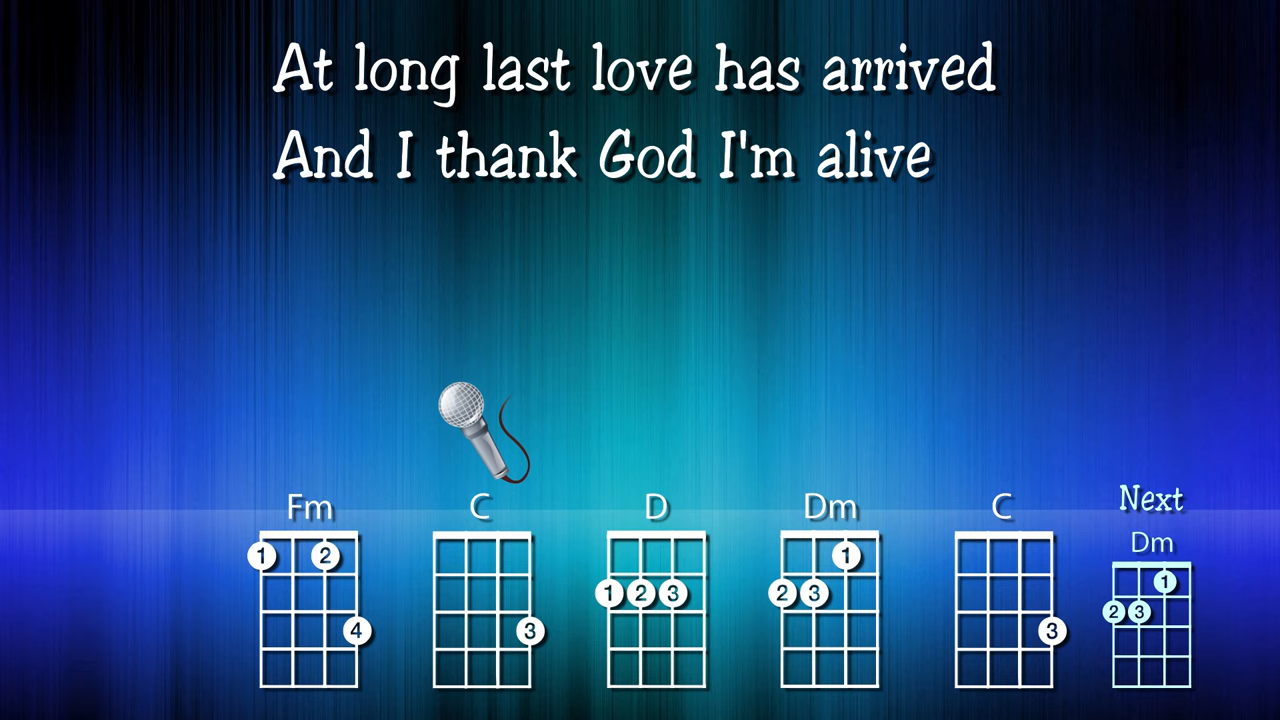 At long last love has arrived
And I thank God I'm alive
Fm C D Dm C Next
Dm
1 2 4
3
1 2 3
1 2 3
3
1 2 3